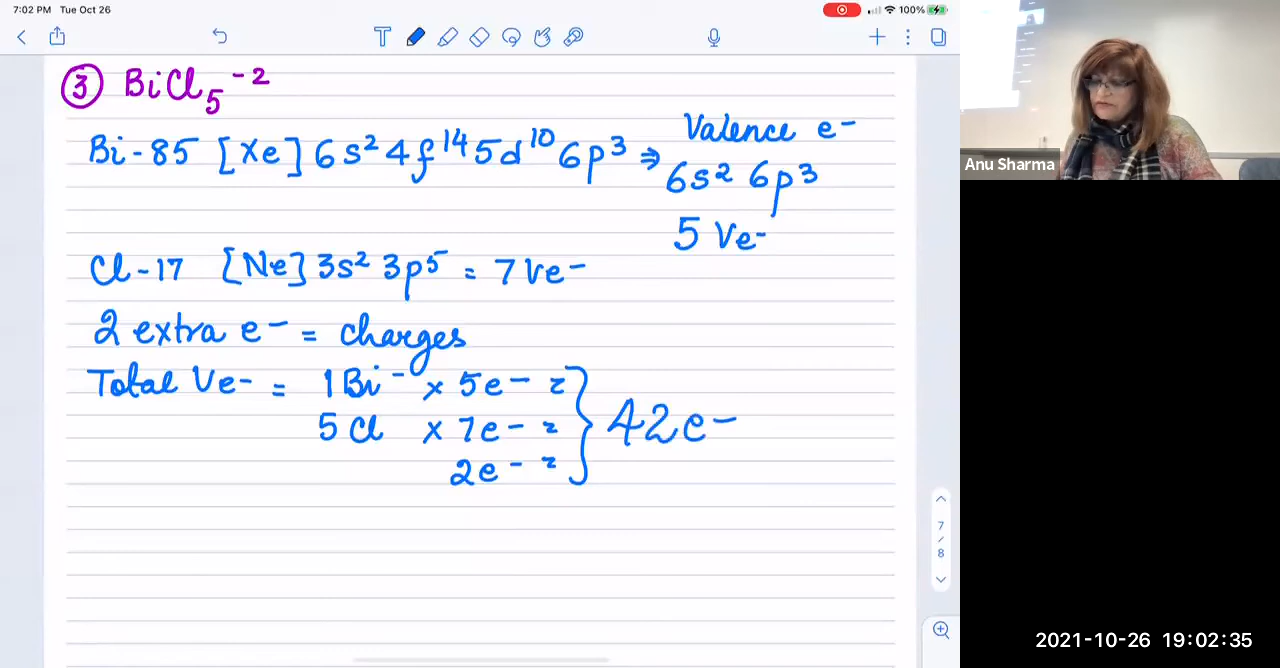 7:02 PM Tue Oct 26
100%
③ BiCl₅⁻²
Valence e⁻
Bi-85 [Xe] 6s² 4f¹⁴ 5d¹⁰ 6p³ ⇒ 6s² 6p³
5 Ve⁻
Cl-17 [Ne] 3s² 3p⁵ = 7 Ve⁻
2 extra e⁻ = charges
Total Ve⁻ = 1 Bi⁻ x 5e⁻ =
5 Cl x 7e⁻ =
2e⁻ =
} 42e⁻
7
/
8
Anu Sharma
2021-10-26 19:02:35